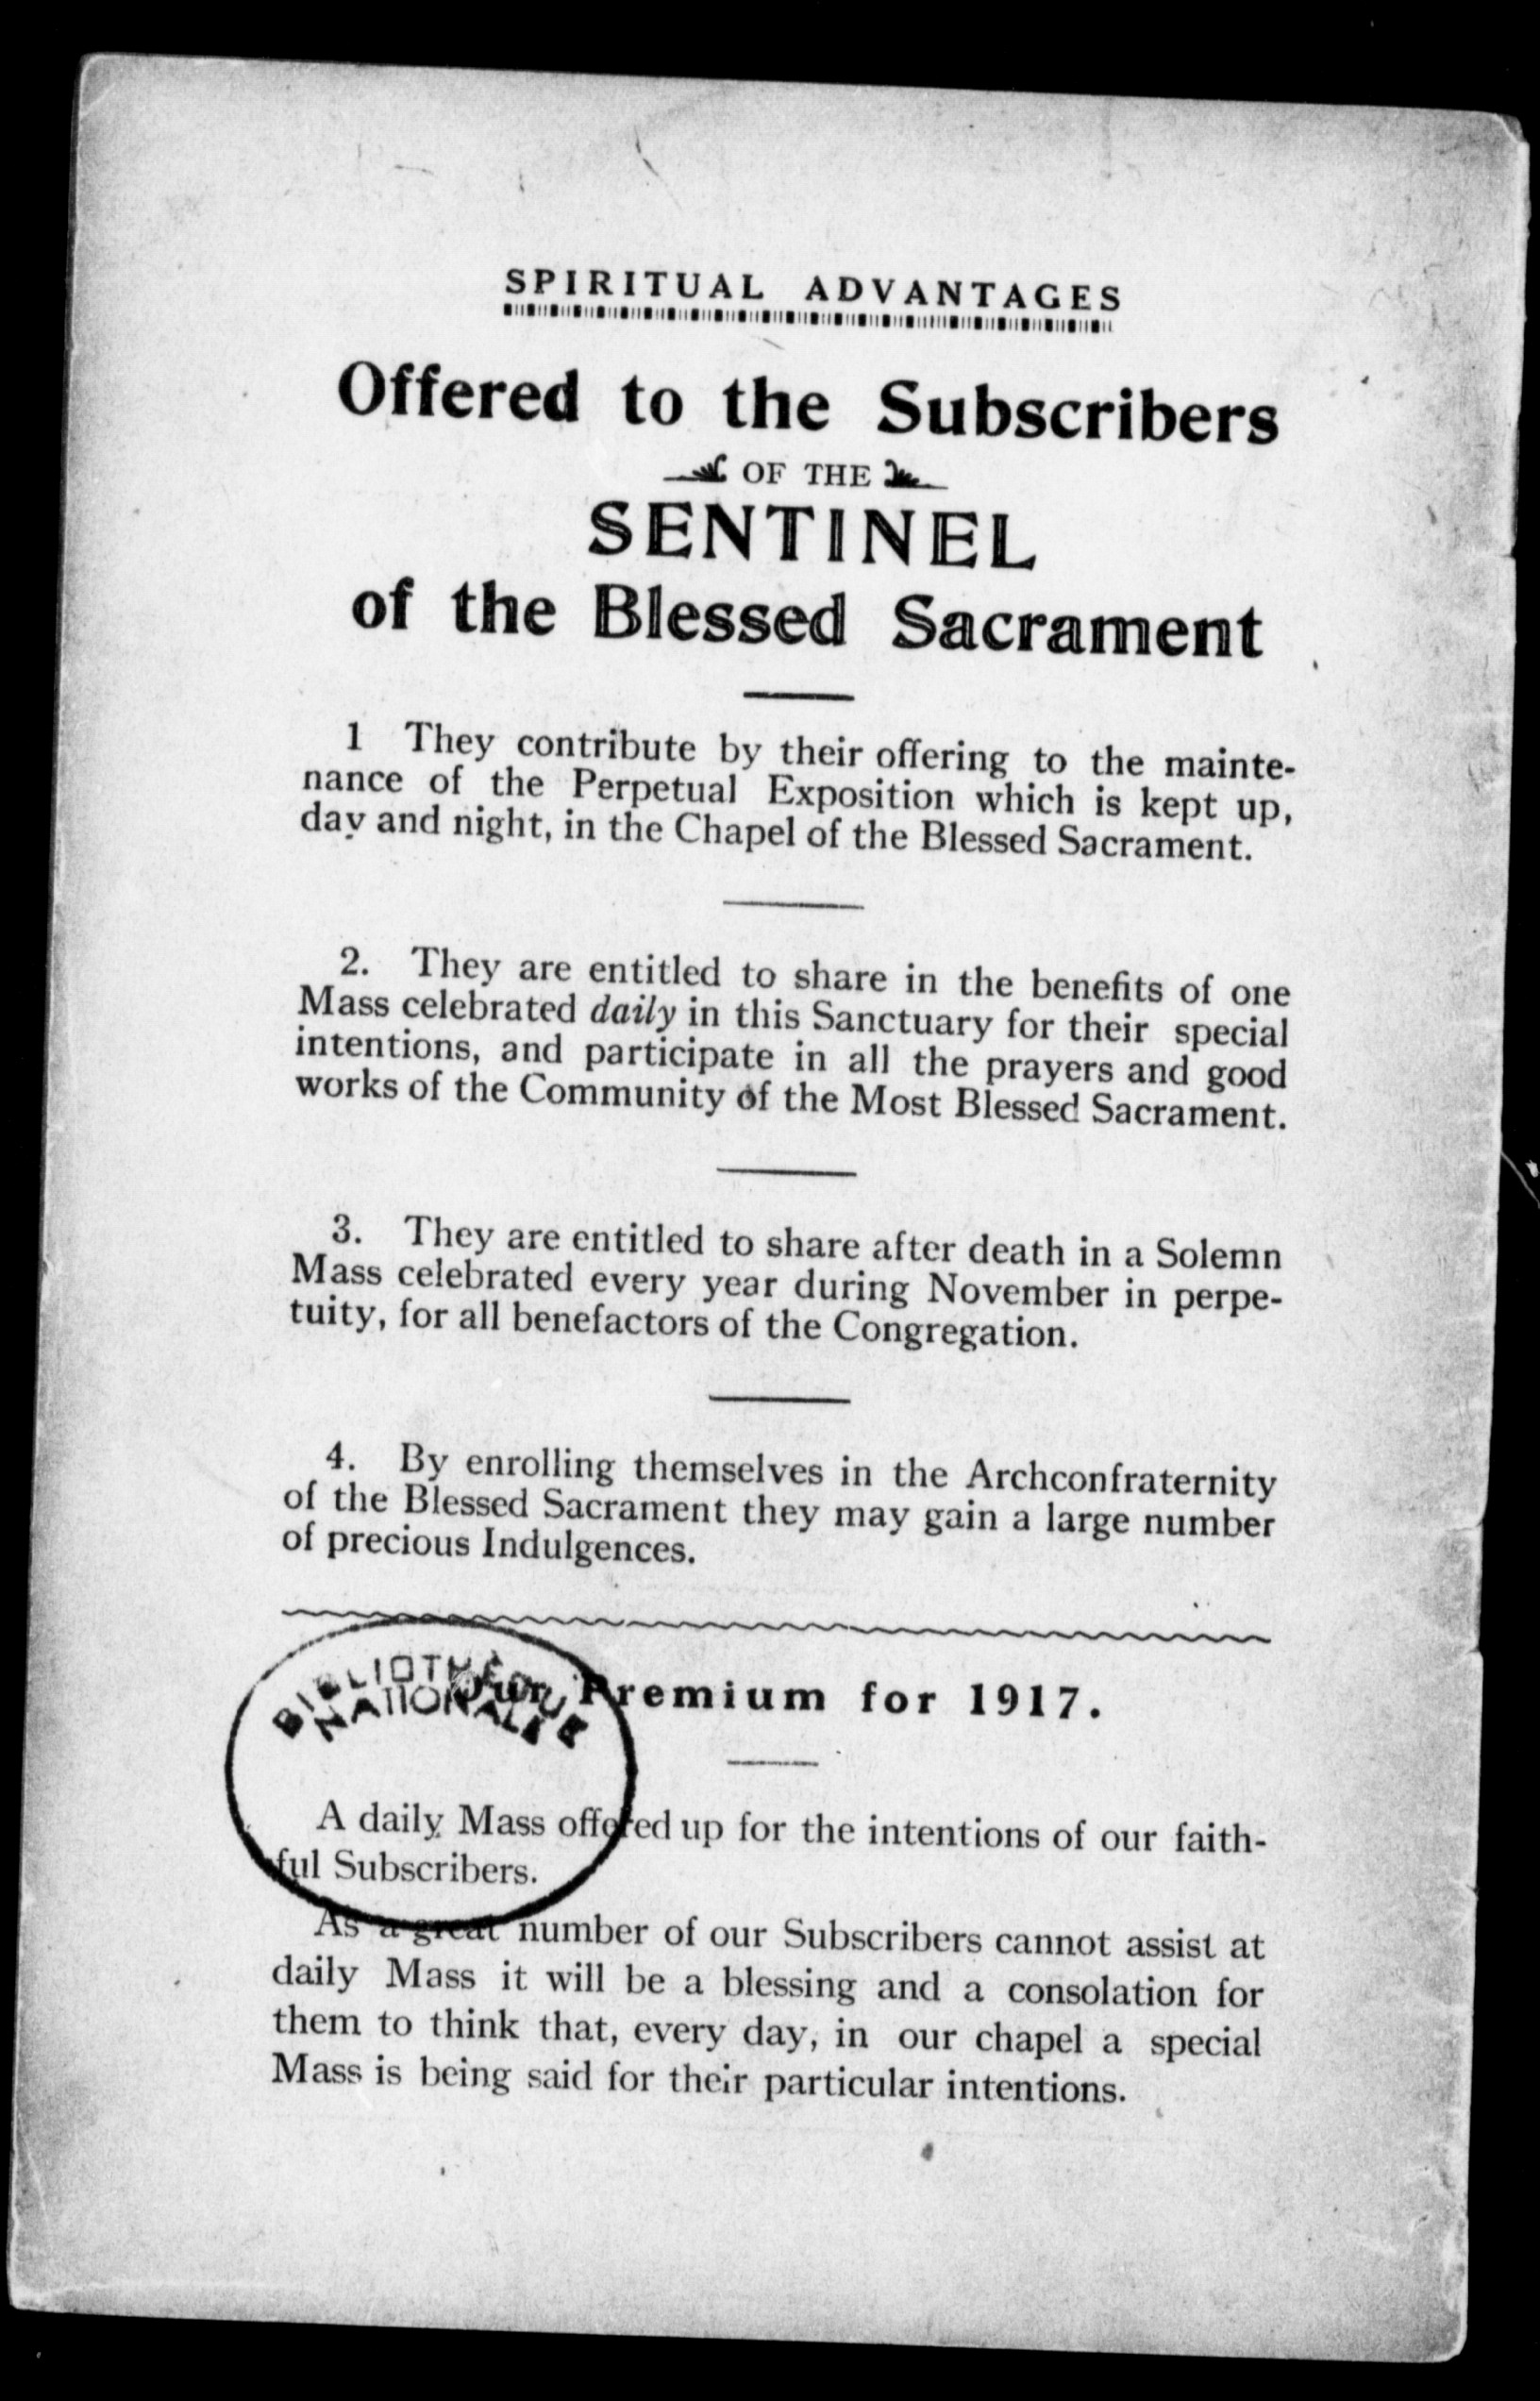 SPIRITUAL ADVANTAGES
Offered to the Subscribers
OF THE
SENTINEL
of the Blessed Sacrament
1 They contribute by their offering to the mainte-
nance of the Perpetual Exposition which is kept up,
day and night, in the Chapel of the Blessed Sacrament.
2. They are entitled to share in the benefits of one
Mass celebrated daily in this Sanctuary for their special
intentions, and participate in all the prayers and good
works of the Community of the Most Blessed Sacrament.
3. They are entitled to share after death in a Solemn
Mass celebrated every year during November in perpe-
tuity, for all benefactors of the Congregation.
4. By enrolling themselves in the Archconfraternity
of the Blessed Sacrament they may gain a large number
of precious Indulgences.
BIBLIOTHEQUE
NATIONALE
Our Premium for 1917.
A daily Mass offered up for the intentions of our faith-
ful Subscribers.
As a great number of our Subscribers cannot assist at
daily Mass it will be a blessing and a consolation for
them to think that, every day, in our chapel a special
Mass is being said for their particular intentions.